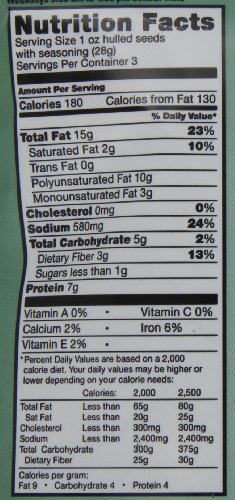 Nutrition Facts
Serving Size 1 oz hulled seeds
with seasoning (28g)
Servings Per Container 3
Amount Per Serving
Calories 180 Calories from Fat 130
% Daily Value*
Total Fat 15g 23%
Saturated Fat 2g 10%
Trans Fat 0g
Polyunsaturated Fat 10g
Monounsaturated Fat 3g
Cholesterol 0mg 0%
Sodium 580mg 24%
Total Carbohydrate 5g 2%
Dietary Fiber 3g 13%
Sugars less than 1g
Protein 7g
Vitamin A 0% • Vitamin C 0%
Calcium 2% • Iron 6%
Vitamin E 2% •
*Percent Daily Values are based on a 2,000
calorie diet. Your daily values may be higher or
lower depending on your calorie needs:
Calories: 2,000 2,500
Total Fat Less than 65g 80g
Sat Fat Less than 20g 25g
Cholesterol Less than 300mg 300mg
Sodium Less than 2,400mg 2,400mg
Total Carbohydrate 300g 375g
Dietary Fiber 25g 30g
Calories per gram:
Fat 9 • Carbohydrate 4 • Protein 4